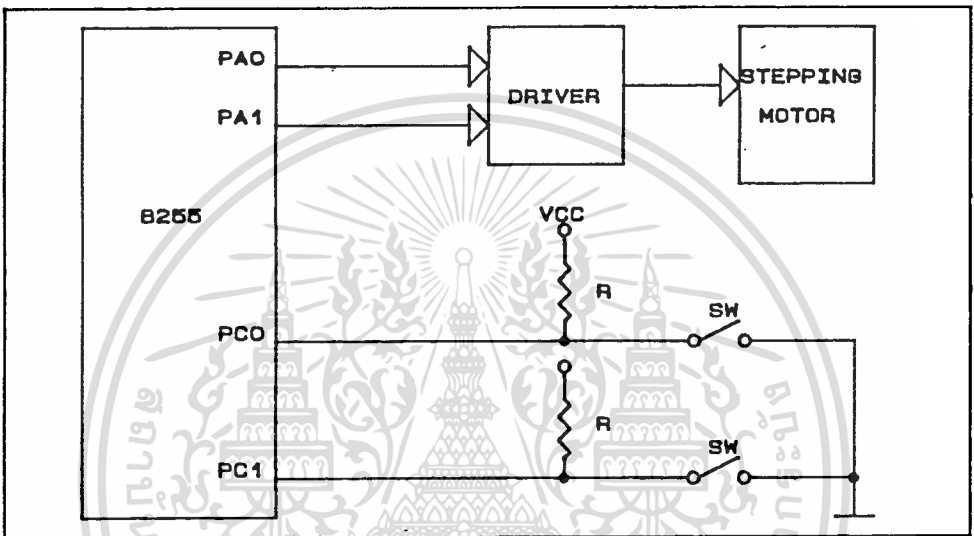 PA0
PA1
DRIVER
STEPPING
MOTOR
8255
VCC
R
SW
PC0
R
SW
PC1